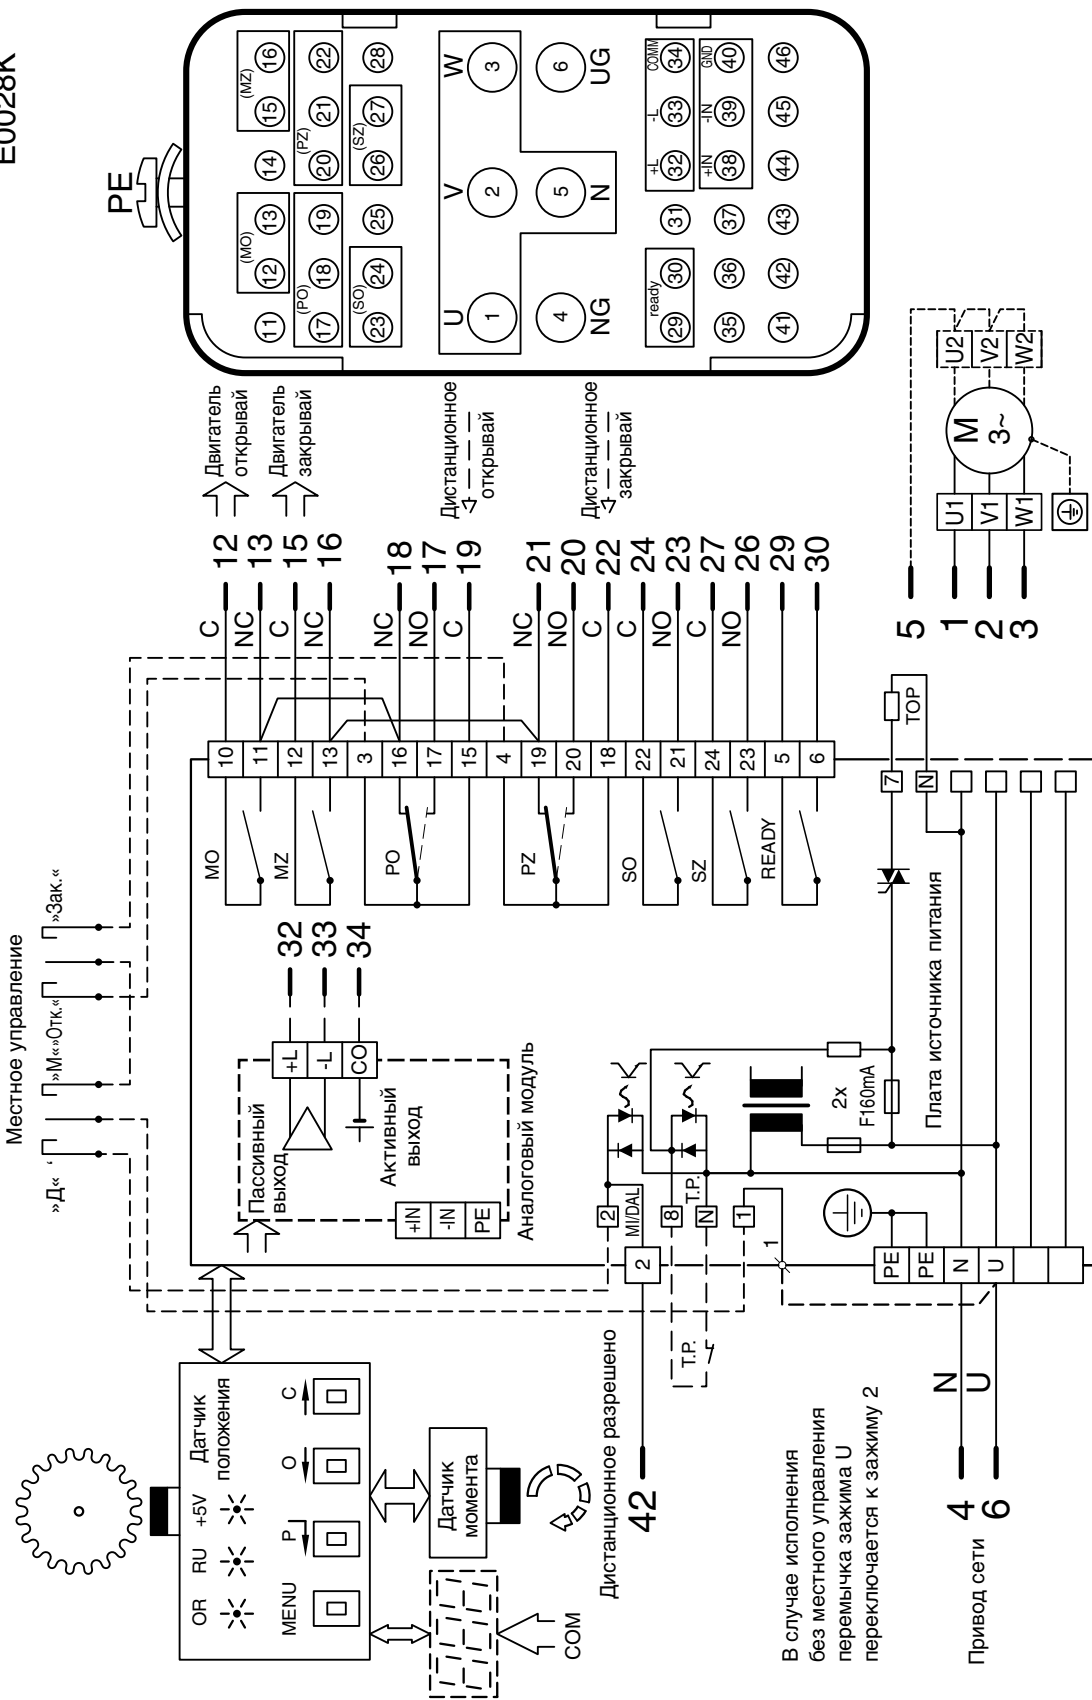 E0028K
Местное управление
»Д« ‘
»М«
»Отк.«
»Зак.«
OR
RU
+5V
Датчик
положения
MENU
P
O
C
Датчик
момента
COM
Пассивный
выход
+L
-L
CO
32
33
34
Активный
выход
+IN
-IN
PE
Аналоговый модуль
MO
MZ
PO
PZ
SO
SZ
READY
10
11
12
13
3
16
17
15
4
19
20
18
22
21
24
23
5
6
C
NC
C
NC
NC
NO
C
NC
NO
C
C
NO
C
NO
12
13
15
16
18
17
19
21
20
22
24
23
27
26
29
30
Двигатель
открывай
Двигатель
закрывай
Дистанционное
открывай
Дистанционное
закрывай
PE
11
12
13
14
15
16
(MO)
(MZ)
17
18
19
20
21
22
(PO)
(PZ)
23
24
25
26
27
28
(SO)
(SZ)
U
V
W
1
2
3
4
5
6
NG
N
UG
ready
+L
-L
COMM
29
30
31
32
33
34
+IN
-IN
GND
35
36
37
38
39
40
41
42
43
44
45
46
Дистанционное разрешено
42
2
2
MI/DAL
8
T.P.
N
1
1
T.P.
2x
F160mA
Плата источника питания
7
N
TOP
PE
PE
N
U
N
U
4
6
Привод сети
В случае исполнения
без местного управления
перемычка зажима U
переключается к зажиму 2
5
1
2
3
U1
V1
W1
M
3~
U2
V2
W2